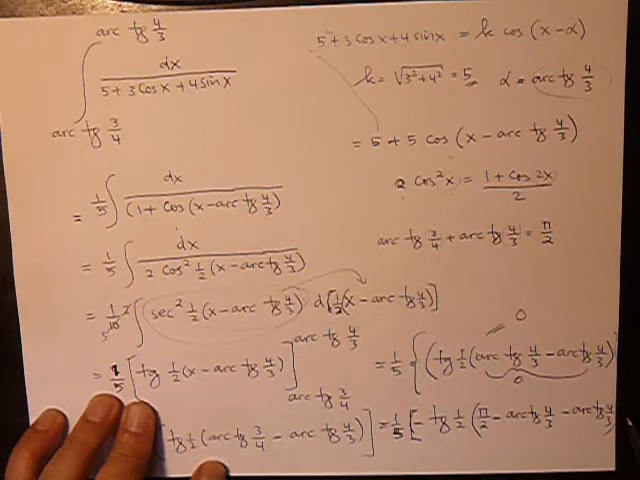 ∫_{arc tg 3/4}^{arc tg 4/3} dx / (5 + 3 cos x + 4 sin x)
5 + 3 cos x + 4 sin x = k cos (x - α)
k = √(3² + 4²) = 5   α = arc tg 4/3
= 5 + 5 cos (x - arc tg 4/3)
= 1/5 ∫ dx / (1 + cos (x - arc tg 4/3)
2 cos² x = (1 + cos 2x) / 2
= 1/5 ∫ dx / 2 cos² 1/2 (x - arc tg 4/3)
arc tg 3/4 + arc tg 4/3 = π/2
= 1/10 2 5 ∫ sec² 1/2 (x - arc tg 4/3) d[1/2 (x - arc tg 4/3)]
= 1/5 [tg 1/2 (x - arc tg 4/3)]_{arc tg 3/4}^{arc tg 4/3}
= 1/5 { (tg 1/2 (arc tg 4/3 - arc tg 4/3)
0
0
tg 1/2 (arc tg 3/4 - arc tg 4/3)] = 1/5 [- tg 1/2 (π/2 - arc tg 4/3 - arc tg 4/3)